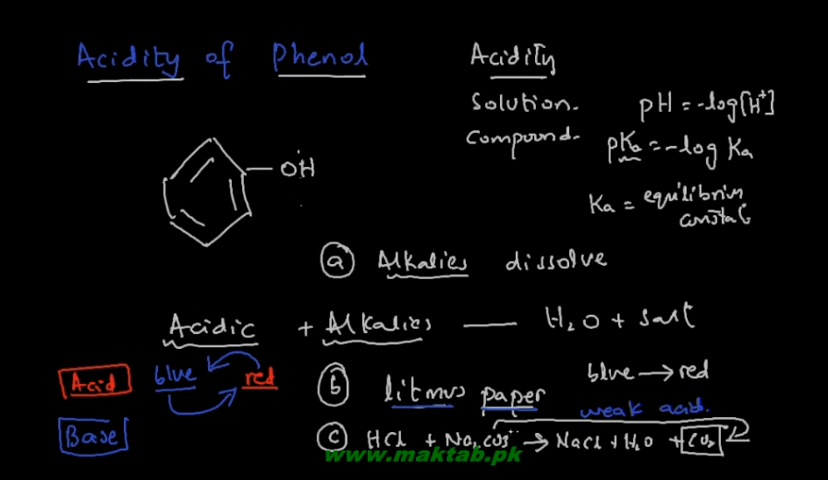 Acidity of Phenol
Acidity
Solution.
pH = -log[H+]
Compound.
pKa = -log Ka
OH
Ka = equilibrium
constat
a Alkalies dissolve
Acidic + Alkalies — H2O + salt
Acid blue red
b litmus paper
blue → red
weak acid.
Base
c HCl + Na2CO3 → NaCl + H2O + CO2
www.maktab.pk